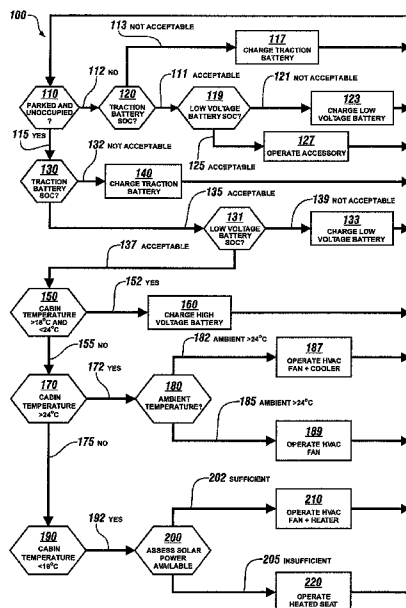 100
113 NOT ACCEPTABLE
117
CHARGE TRACTION
BATTERY
110
PARKED AND
UNOCCUPIED
?
112 NO
120
TRACTION
BATTERY
SOC?
111 ACCEPTABLE
119
LOW VOLTAGE
BATTERY SOC?
121 NOT ACCEPTABLE
123
CHARGE LOW
VOLTAGE BATTERY
127
OPERATE ACCESSORY
125 ACCEPTABLE
115 YES
132 NOT ACCEPTABLE
130
TRACTION
BATTERY
SOC?
140
CHARGE TRACTION
BATTERY
135 ACCEPTABLE
131
LOW VOLTAGE
BATTERY
SOC?
139 NOT ACCEPTABLE
133
CHARGE LOW
VOLTAGE BATTERY
137 ACCEPTABLE
150
CABIN
TEMPERATURE
>18°C AND
<24°C
152 YES
160
CHARGE HIGH
VOLTAGE BATTERY
155 NO
170
CABIN
TEMPERATURE
>24°C
172 YES
180
AMBIENT
TEMPERATURE?
182 AMBIENT >24°C
187
OPERATE HVAC
FAN + COOLER
185 AMBIENT >24°C
189
OPERATE HVAC
FAN
175 NO
190
CABIN
TEMPERATURE
<18°C
192 YES
200
ASSESS SOLAR
POWER
AVAILABLE
202 SUFFICIENT
210
OPERATE HVAC
FAN + HEATER
205 INSUFFICIENT
220
OPERATE
HEATED SEAT